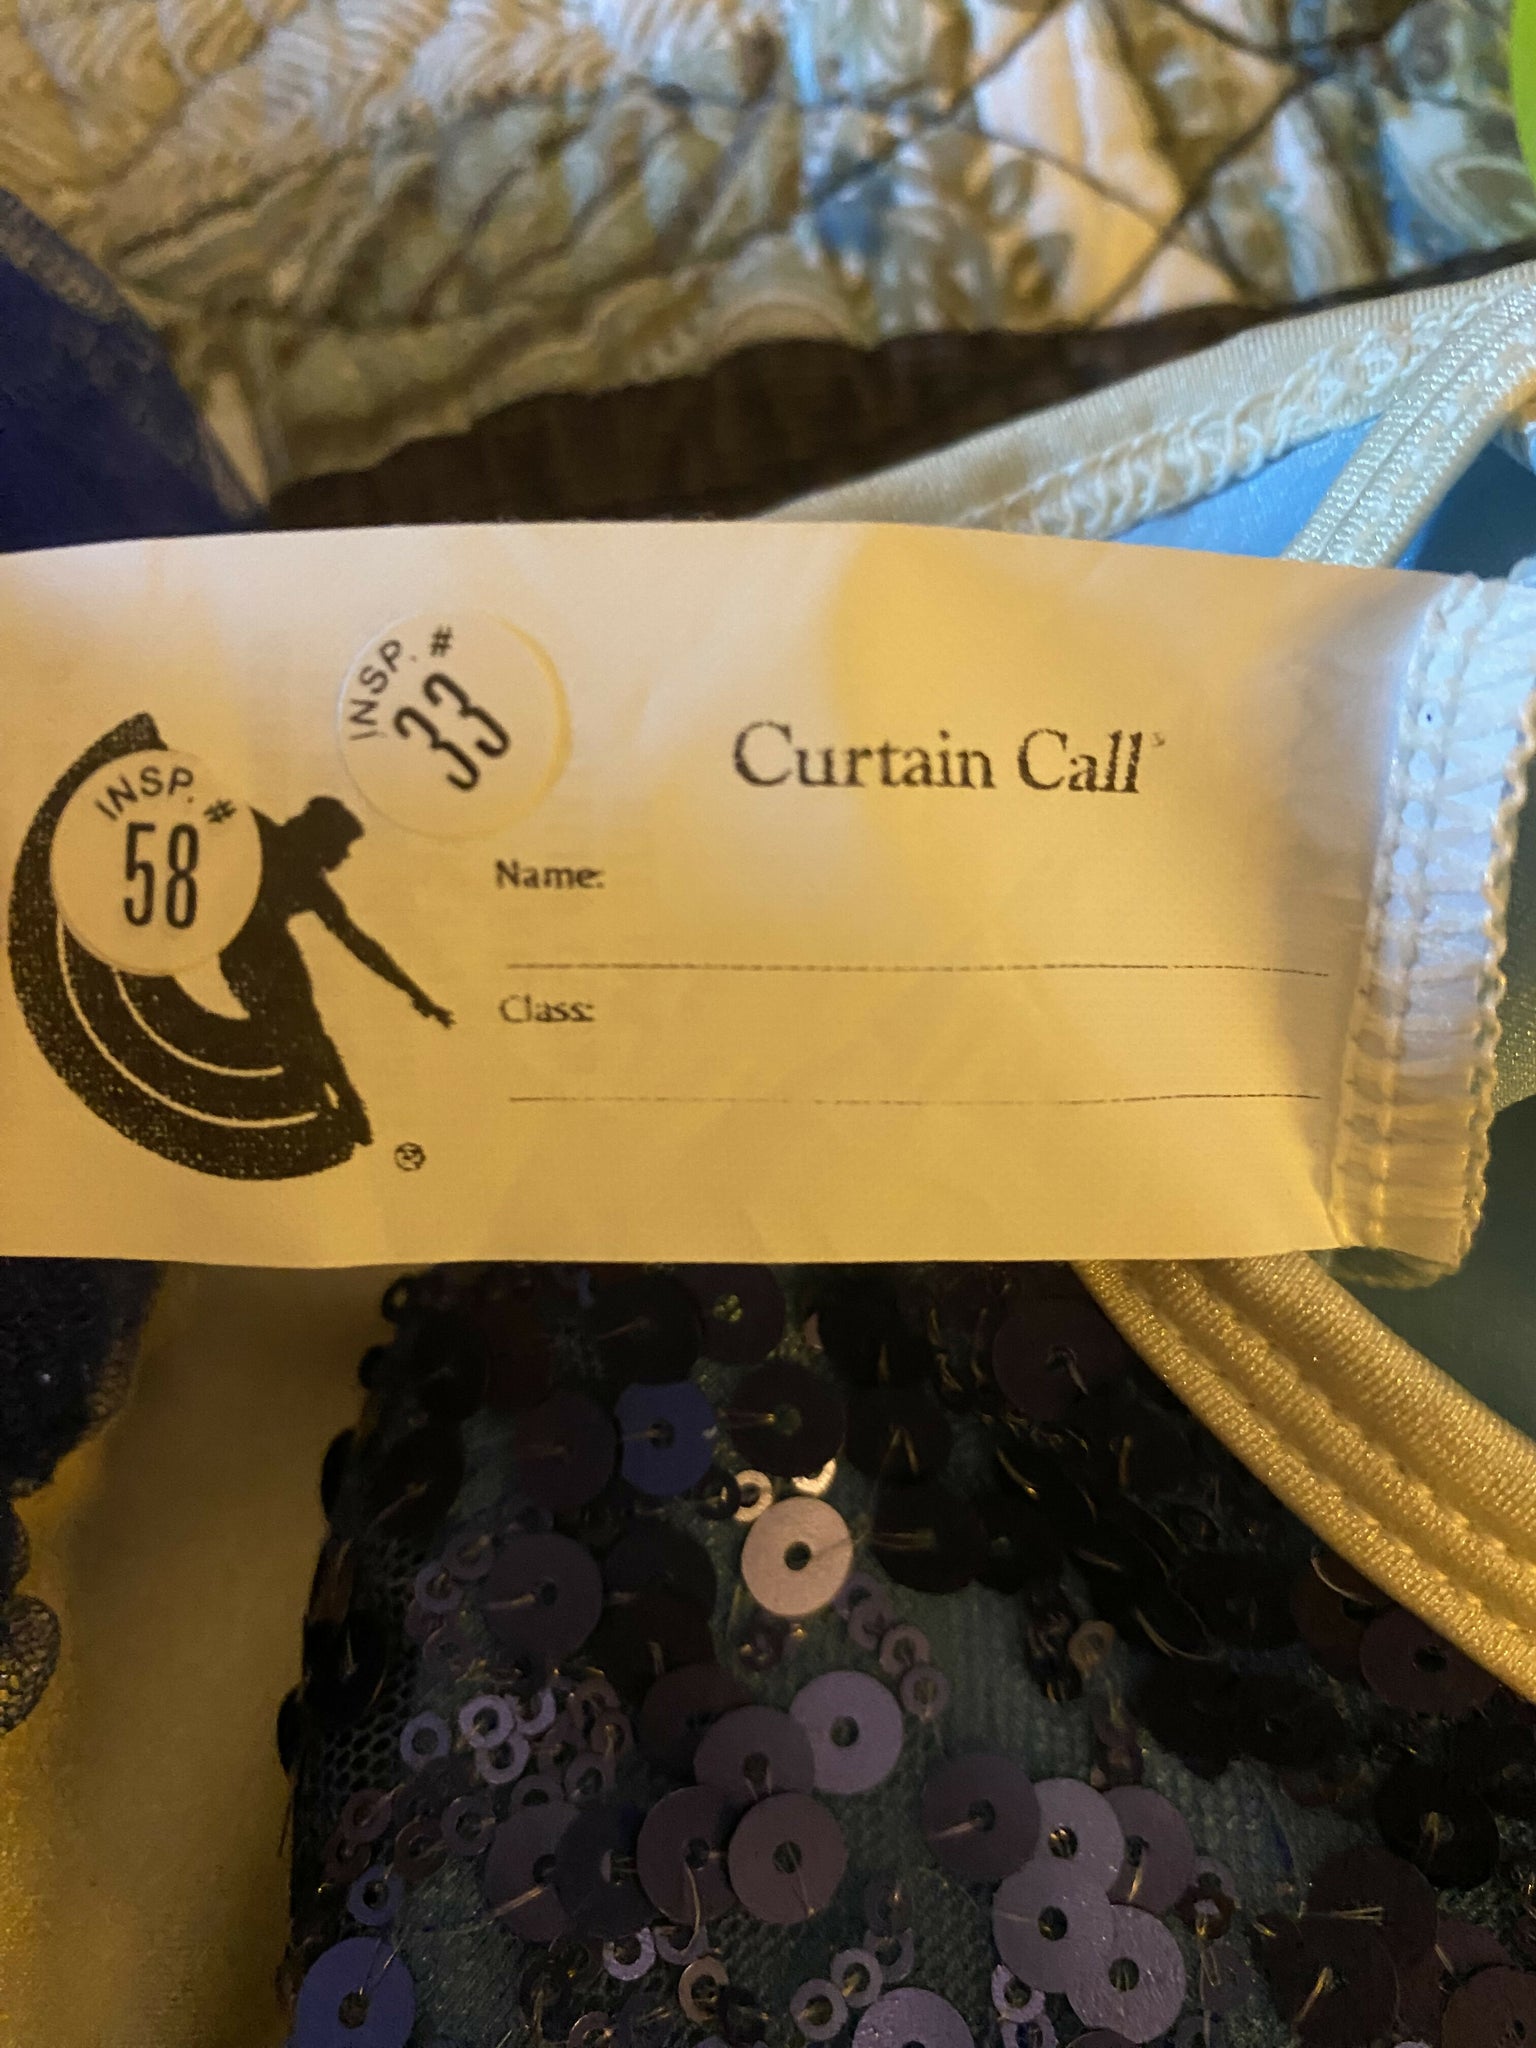 INSP. #
33
Curtain Call
INSP. #
58
Name:
Class:
®